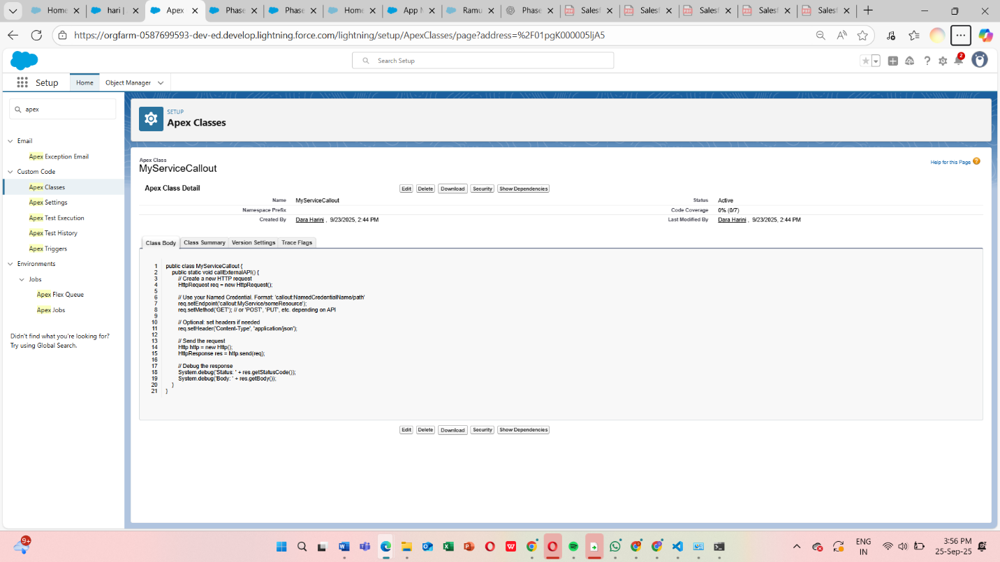 Home
hari |
Apex
Phase
Phase
Home
App M
Ramu
Phase
Salesf
Salesf
Salesf
Salesf
Salesf
https://orgfarm-0587699593-dev-ed.develop.lightning.force.com/lightning/setup/ApexClasses/page?address=%2F01pgK000005ljA5
Search Setup
2
Setup
Home
Object Manager
apex
Email
Apex Exception Email
Custom Code
Apex Classes
Apex Settings
Apex Test Execution
Apex Test History
Apex Triggers
Environments
Jobs
Apex Flex Queue
Apex Jobs
Didn't find what you're looking for?
Try using Global Search.
SETUP
Apex Classes
Apex Class
MyServiceCallout
Help for this Page
Apex Class Detail
Edit Delete Download Security Show Dependencies
Name MyServiceCallout Status Active
Namespace Prefix Code Coverage 0% (0/7)
Created By Dara Harini , 9/23/2025, 2:44 PM Last Modified By Dara Harini , 9/23/2025, 2:44 PM
Class Body Class Summary Version Settings Trace Flags
1 public class MyServiceCallout {
2 public static void callExternalAPI() {
3 // Create a new HTTP request
4 HttpRequest req = new HttpRequest();
5
6 // Use your Named Credential. Format: 'callout:NamedCredentialName/path'
7 req.setEndpoint('callout:MyService/someResource');
8 req.setMethod('GET'); // or 'POST', 'PUT', etc. depending on API
9
10 // Optional: set headers if needed
11 req.setHeader('Content-Type', 'application/json');
12
13 // Send the request
14 Http http = new Http();
15 HttpResponse res = http.send(req);
16
17 // Debug the response
18 System.debug('Status: ' + res.getStatusCode());
19 System.debug('Body: ' + res.getBody());
20 }
21 }
Edit Delete Download Security Show Dependencies
9+
ENG
IN
3:56 PM
25-Sep-25